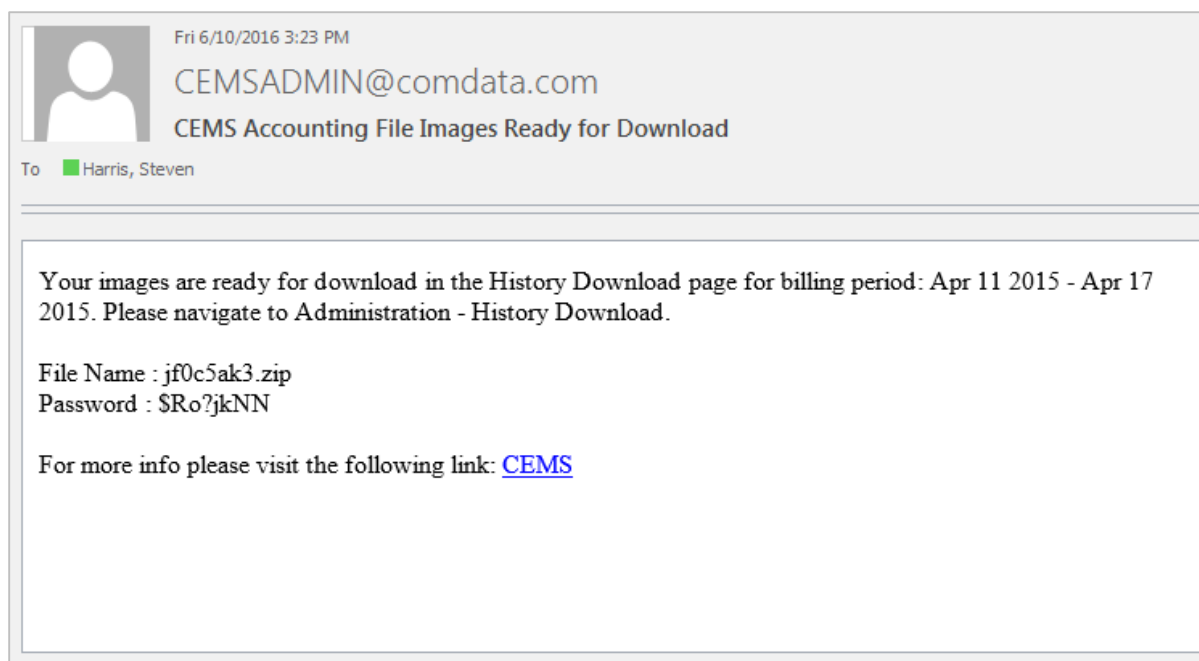 Fri 6/10/2016 3:23 PM
CEMSADMIN@comdata.com
CEMS Accounting File Images Ready for Download
To Harris, Steven
Your images are ready for download in the History Download page for billing period: Apr 11 2015 - Apr 17
2015. Please navigate to Administration - History Download.
File Name : jf0c5ak3.zip
Password : $Ro?jkNN
For more info please visit the following link: CEMS